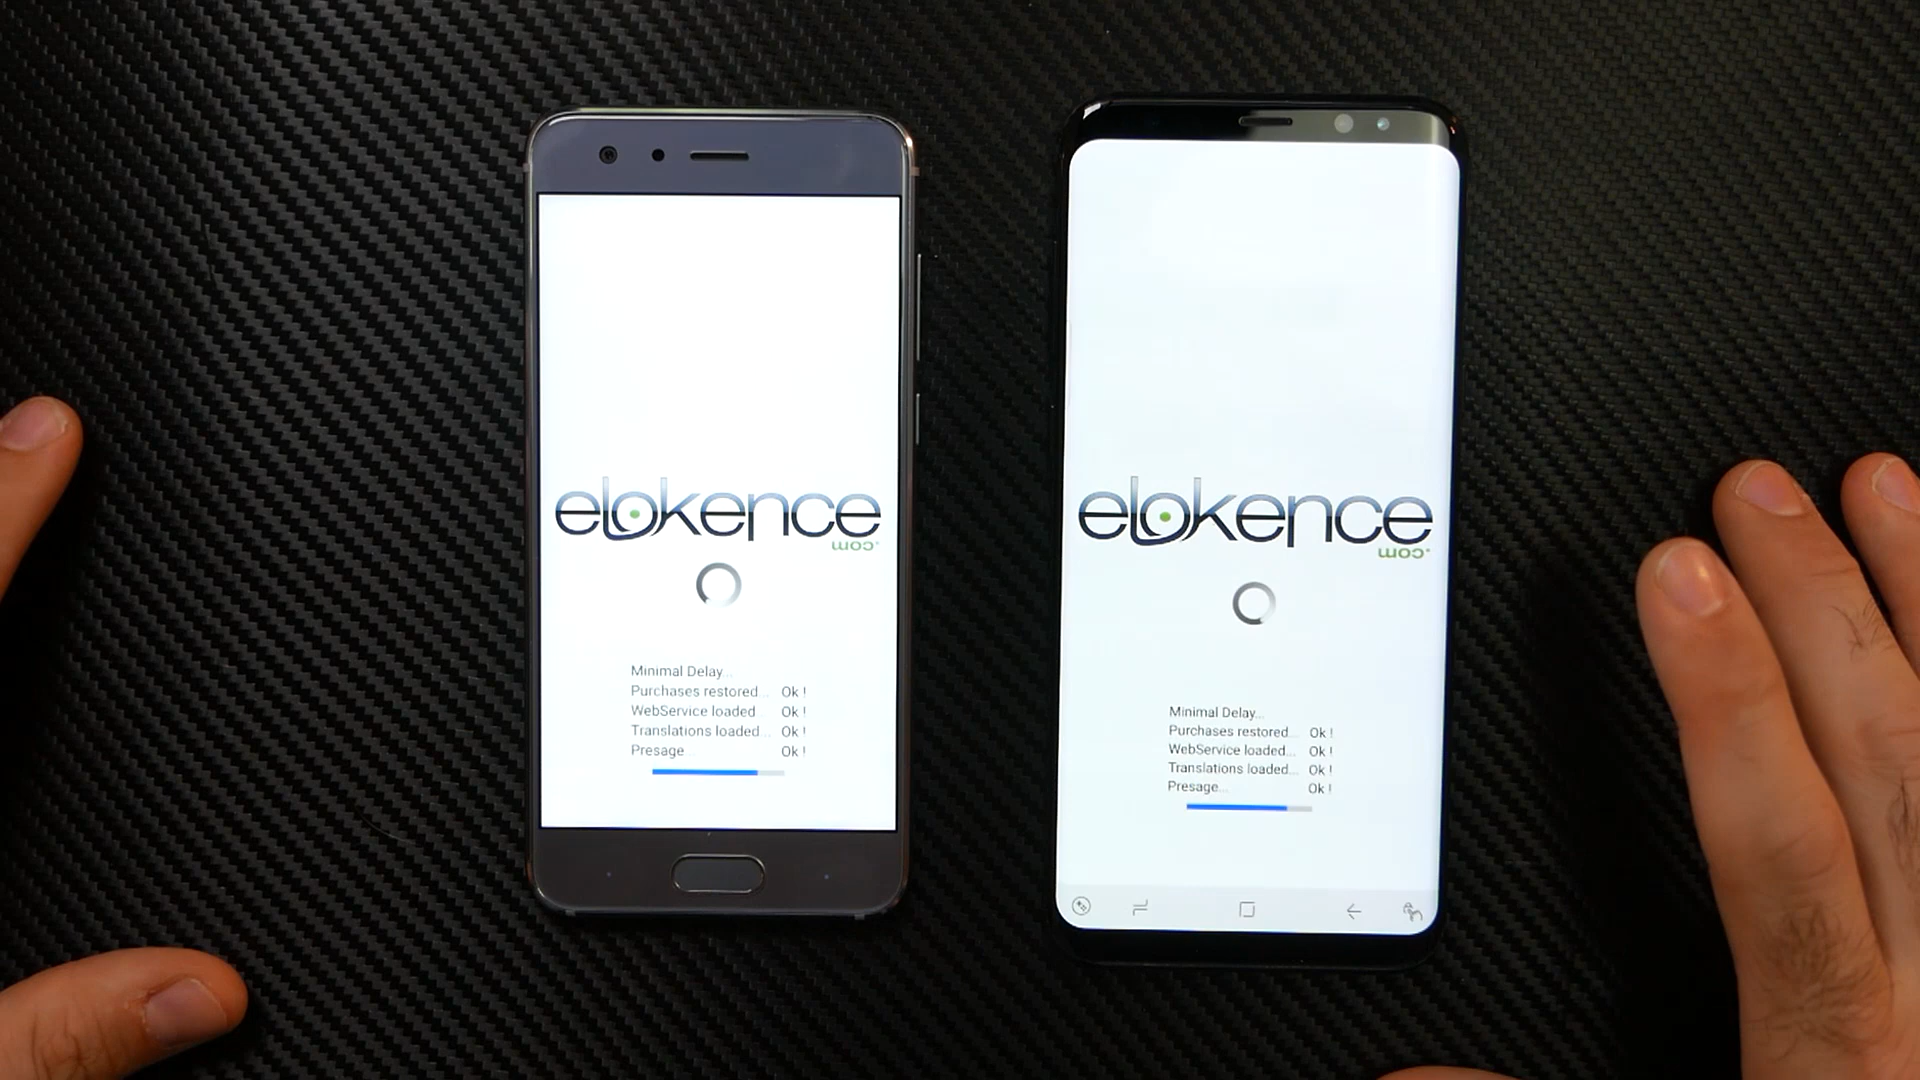 elokence
.com
Minimal Delay...
Purchases restored... Ok !
WebService loaded Ok !
Translations loaded... Ok !
Presage Ok !
elokence
.com
Minimal Delay...
Purchases restored... Ok !
WebService loaded... Ok !
Translations loaded... Ok !
Presage... Ok !